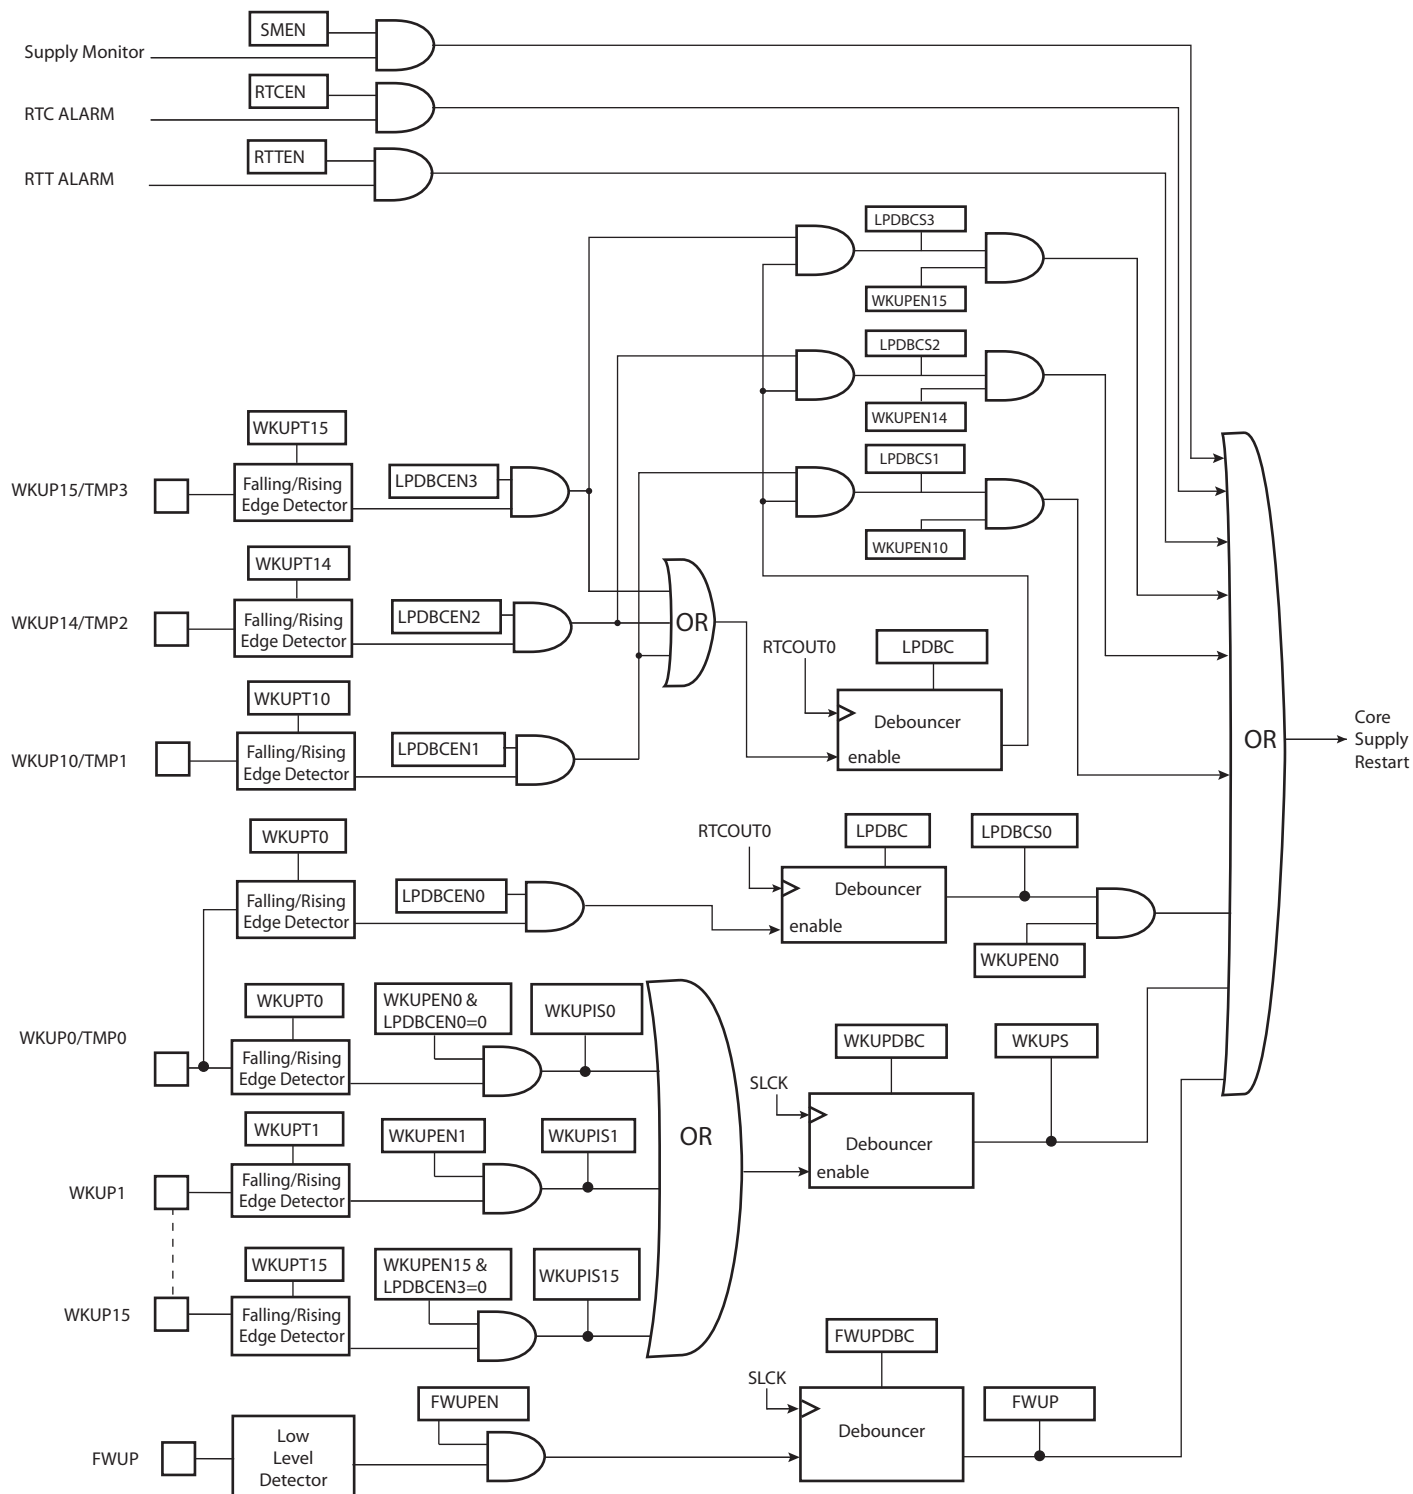 SMEN
Supply Monitor
RTCEN
RTC ALARM
RTTEN
RTT ALARM
LPDBCS3
WKUPEN15
LPDBCS2
WKUPEN14
LPDBCS1
WKUPEN10
WKUPT15
WKUP15/TMP3
Falling/Rising
Edge Detector
LPDBCEN3
WKUPT14
WKUP14/TMP2
Falling/Rising
Edge Detector
LPDBCEN2
OR
RTCOUT0
LPDBC
Debouncer
enable
WKUPT10
WKUP10/TMP1
Falling/Rising
Edge Detector
LPDBCEN1
OR
Core
Supply
Restart
WKUPT0
Falling/Rising
Edge Detector
LPDBCEN0
RTCOUT0
LPDBC
Debouncer
enable
LPDBCS0
WKUPEN0
WKUP0/TMP0
WKUPT0
Falling/Rising
Edge Detector
WKUPEN0 &
LPDBCEN0=0
WKUPIS0
OR
WKUPDBC
SLCK
Debouncer
enable
WKUPS
WKUP1
WKUPT1
Falling/Rising
Edge Detector
WKUPEN1
WKUPIS1
WKUP15
WKUPT15
Falling/Rising
Edge Detector
WKUPEN15 &
LPDBCEN3=0
WKUPIS15
FWUP
Low
Level
Detector
FWUPEN
FWUPDBC
SLCK
Debouncer
FWUP